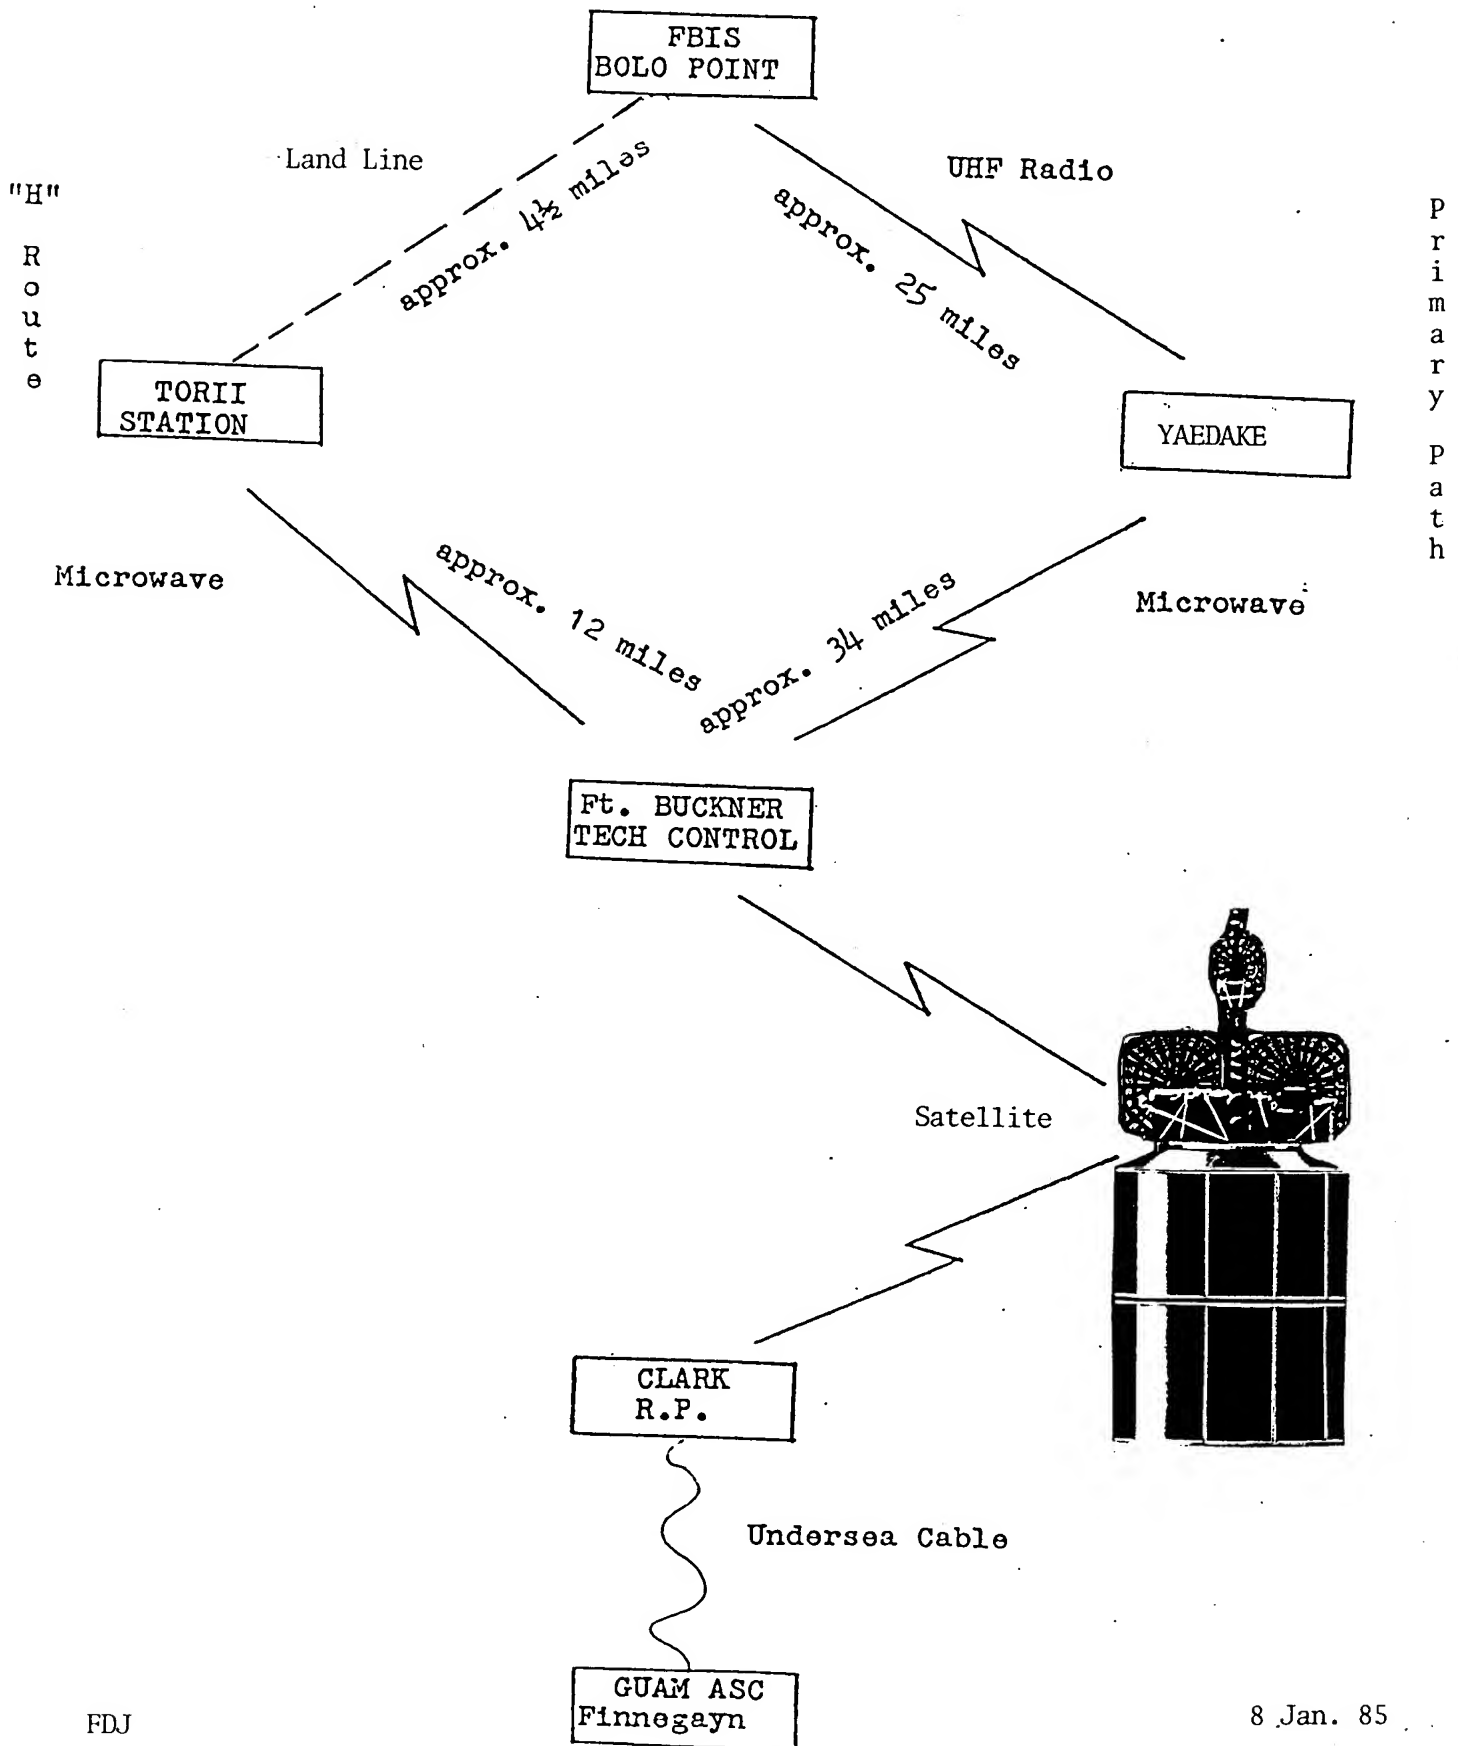 FBIS
BOLO POINT
Land Line
UHF Radio
"H" Route
approx. 4½ miles
approx. 25 miles
Primary Path
TORII
STATION
YAEDAKE
Microwave
approx. 12 miles
approx. 34 miles
Microwave
Ft. BUCKNER
TECH CONTROL
Satellite
CLARK
R.P.
Undersea Cable
GUAM ASC
Finnegayn
FDJ
8 Jan. 85